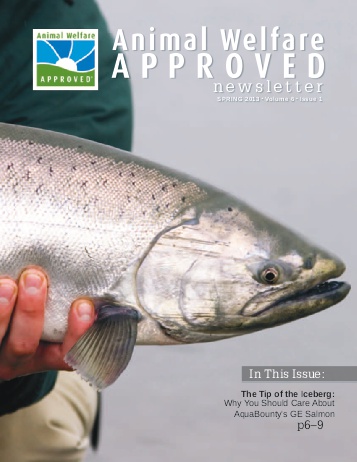 Animal Welfare
APPROVED
Animal Welfare
APPROVED
newsletter
SPRING 2013 • Volume 4 • Issue 1
In This Issue:
The Tip of the Iceberg:
Why You Should Care About
AquaBounty's GE Salmon
p6–9